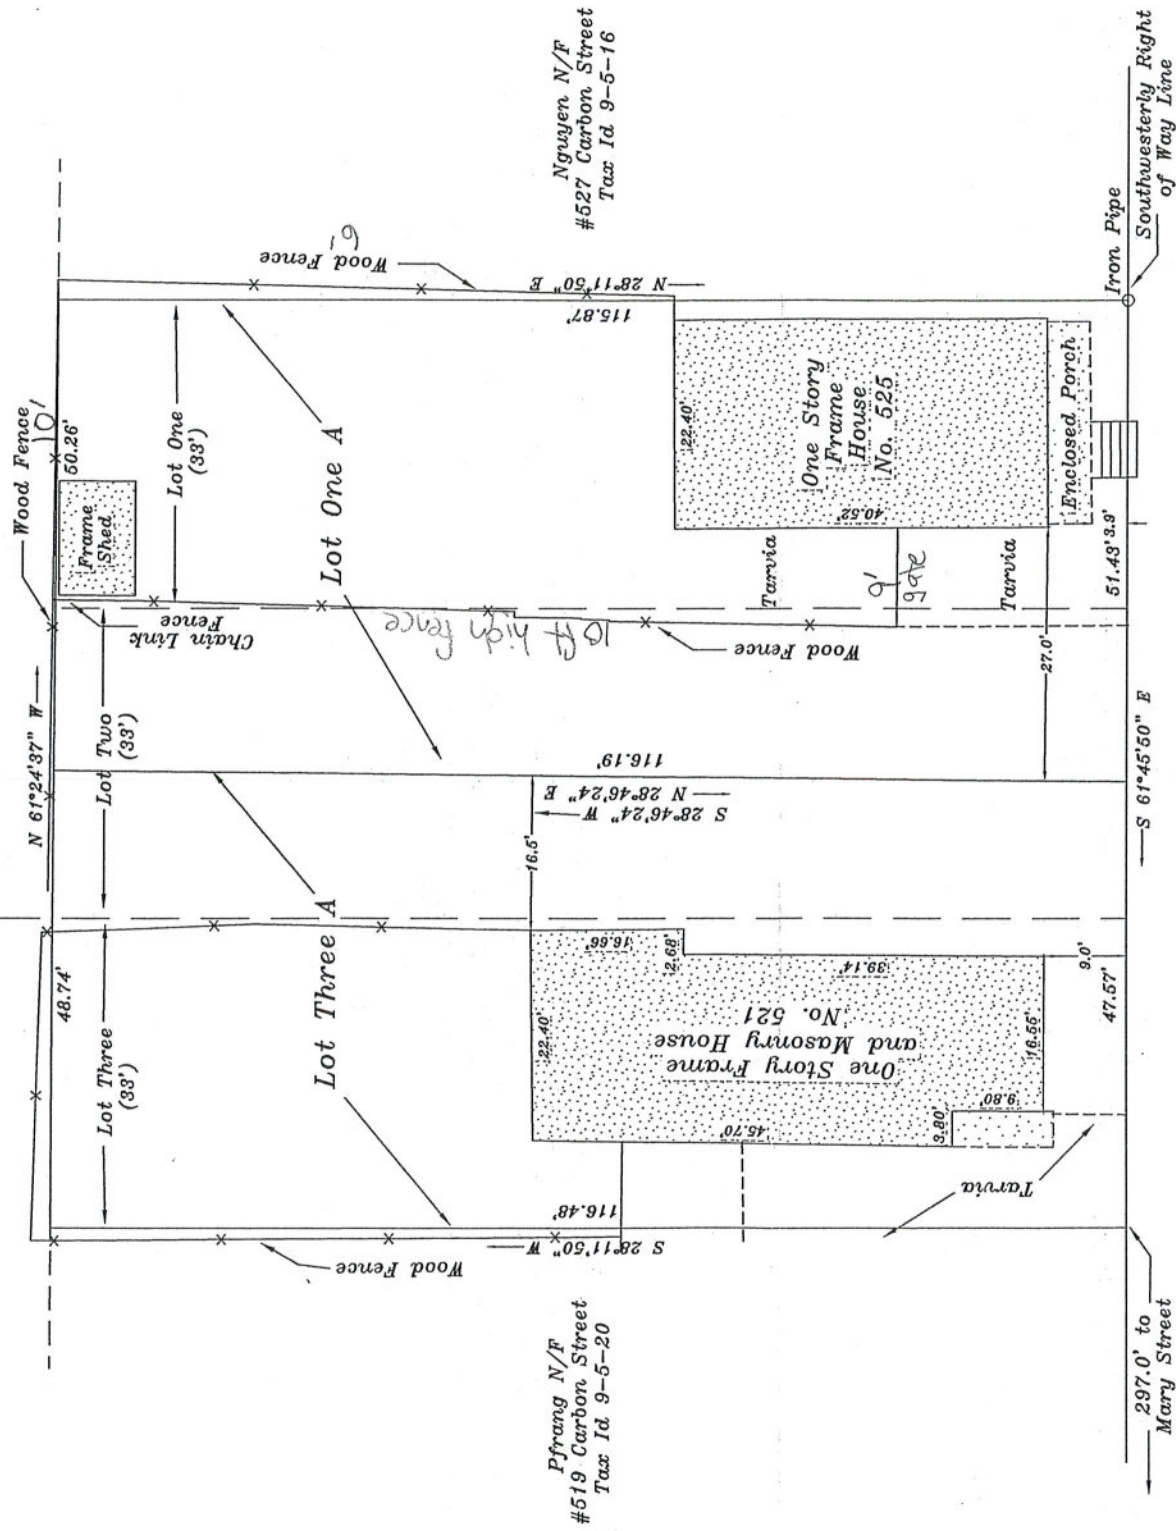 Nguyen N/F
#527 Carbon Street
Tax Id 9-5-16
Southwesterly Right
of Way Line
Iron Pipe
6'
Wood Fence
N 28°11'50" E
115.87'
Wood Fence
10'
50.26'
Lot One
(33')
Frame
Shed
Lot One A
22.40'
One Story
Frame
House
No. 525
40.52'
Enclosed Porch
Tarvia
9'
gate
Tarvia
3.9'
51.43'
Chain Link
Fence
10ft high fence
Wood Fence
27.0'
N 61°24'37" W
Lot Two
(33')
116.19'
N 28°46'24" E
S 28°46'24" W
16.5'
S 61°45'50" E
48.74'
Lot Three
(33')
Lot Three A
16.66'
2.68'
39.14'
9.0'
47.57'
22.40'
One Story Frame
and Masonry House
No. 521
16.55'
45.70'
3.80'
9.80'
Tarvia
116.48'
S 28°11'50" W
Wood Fence
Pfrang N/F
#519 Carbon Street
Tax Id 9-5-20
297.0' to
Mary Street